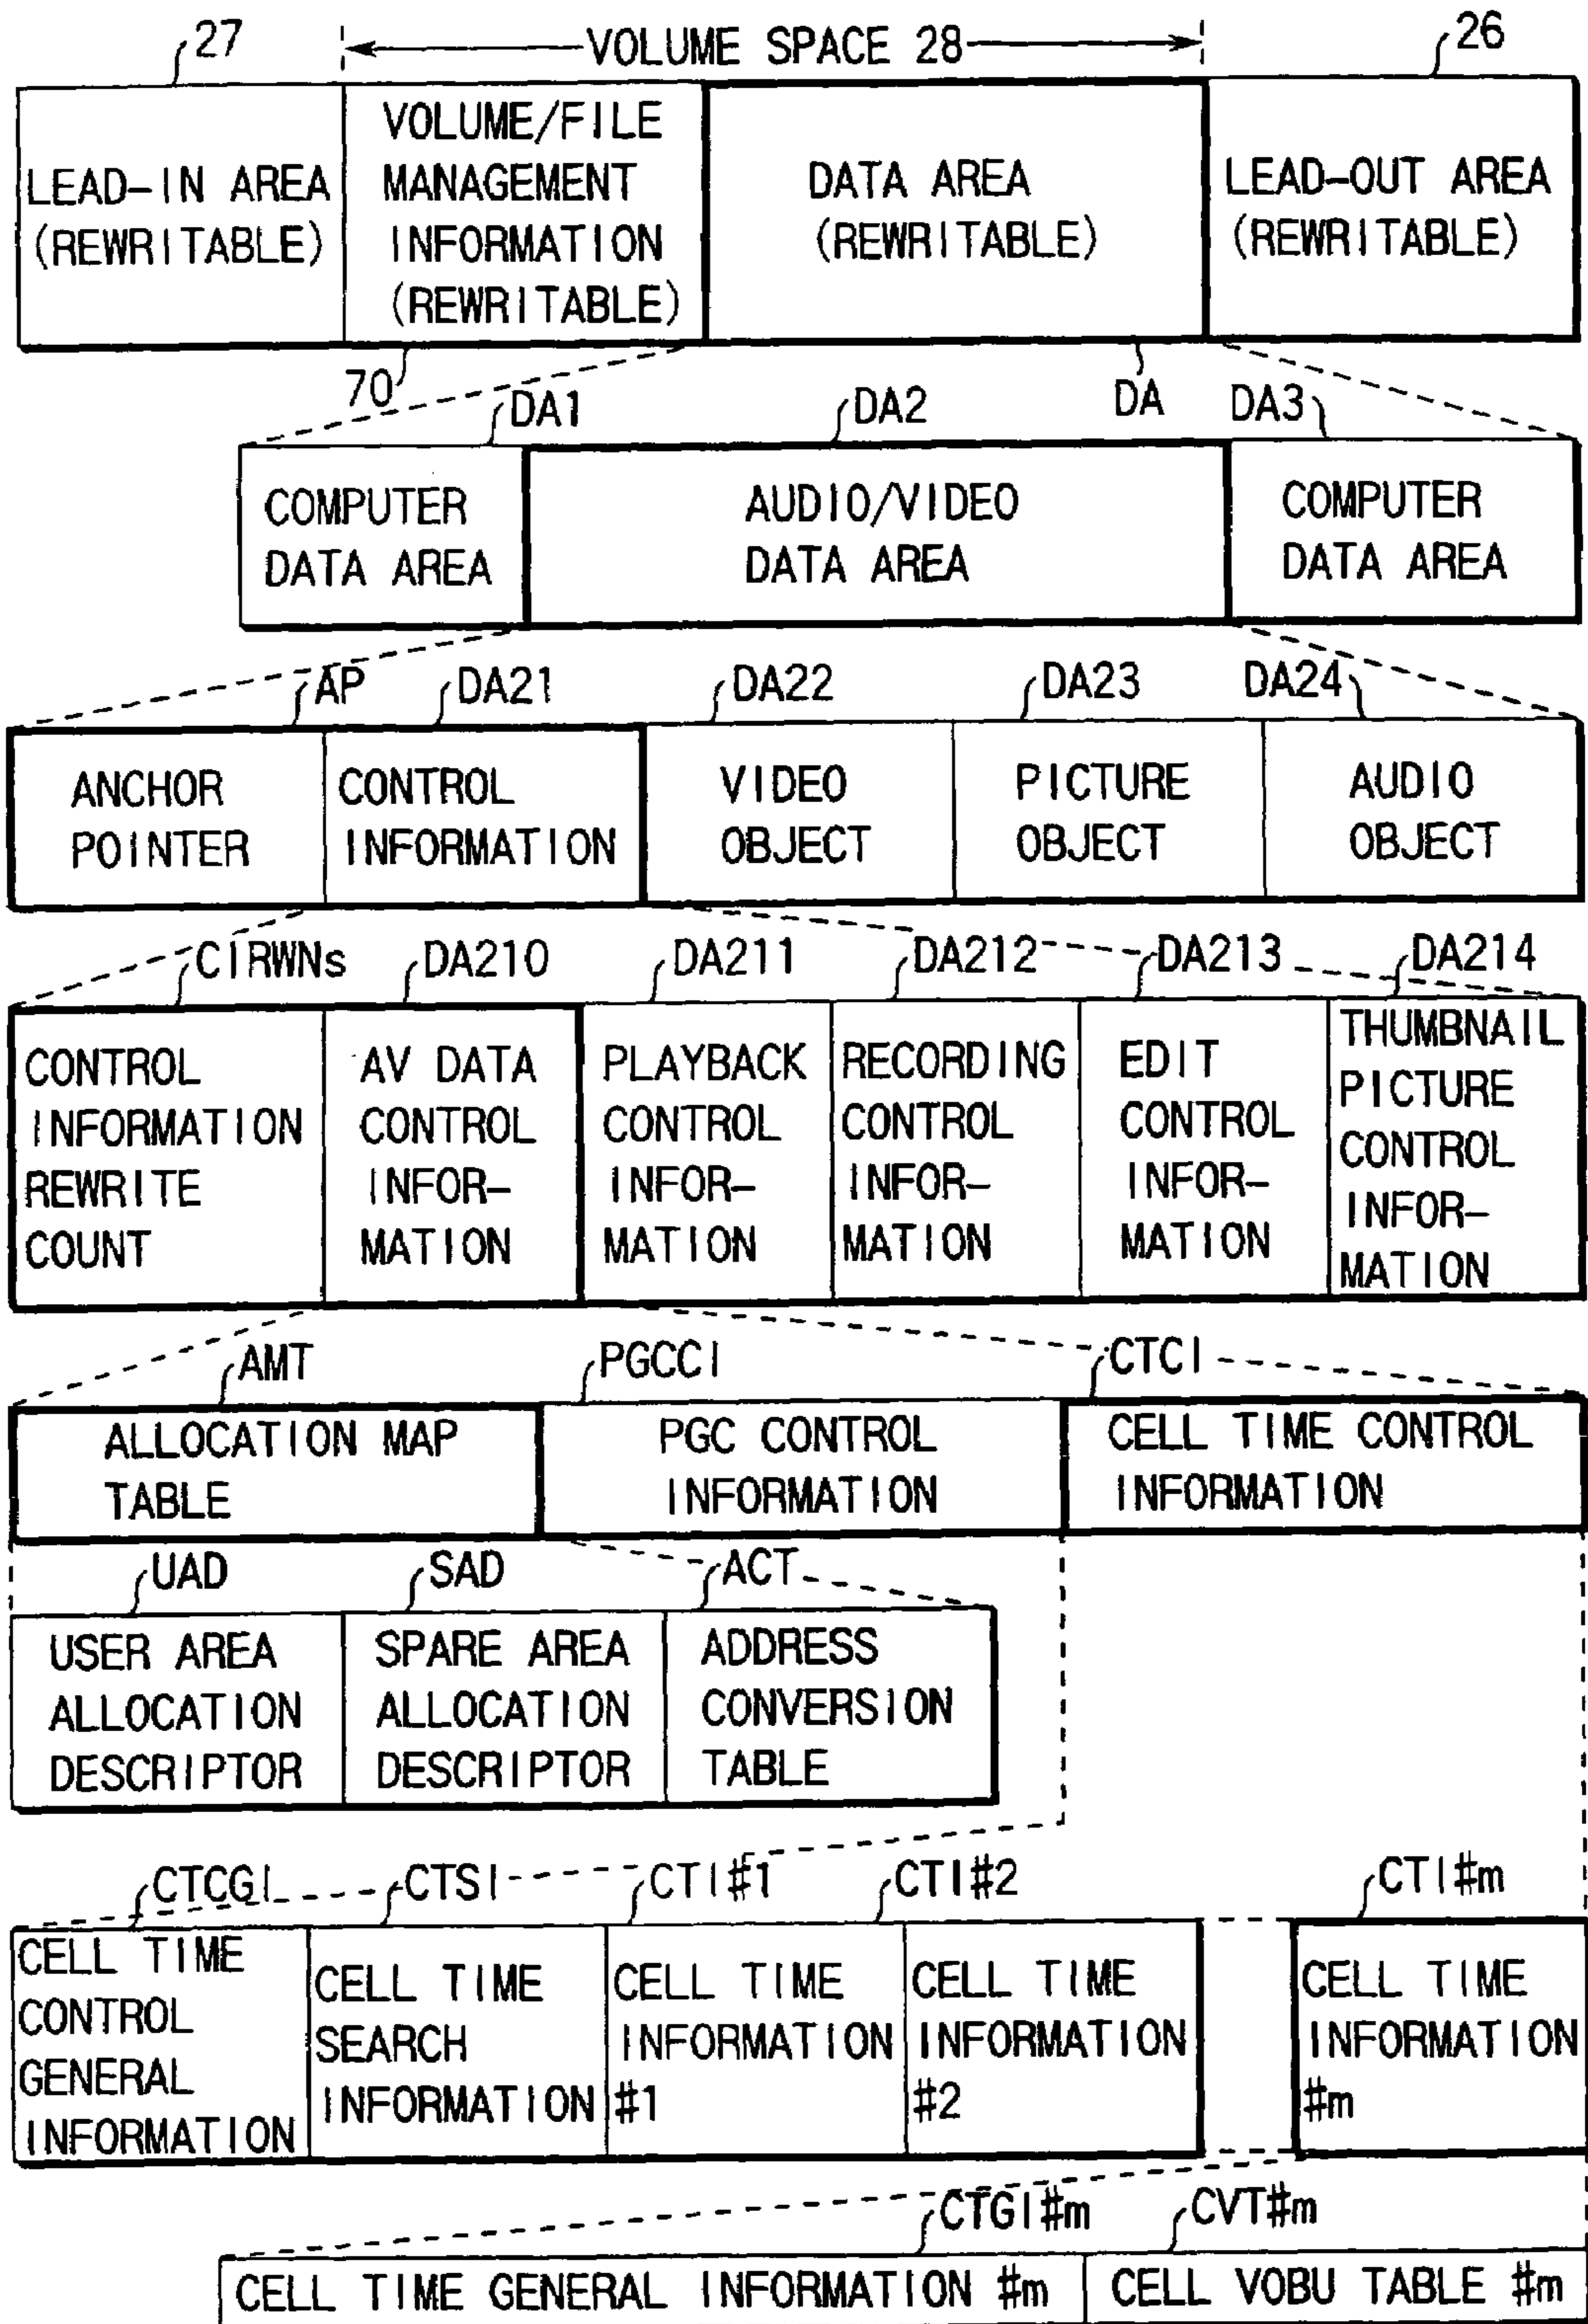 27
VOLUME SPACE 28
26
LEAD-IN AREA
(REWRITABLE)
VOLUME/FILE
MANAGEMENT
INFORMATION
(REWRITABLE)
DATA AREA
(REWRITABLE)
LEAD-OUT AREA
(REWRITABLE)
70
DA1
DA2
DA
DA3
COMPUTER
DATA AREA
AUDIO/VIDEO
DATA AREA
COMPUTER
DATA AREA
AP
DA21
DA22
DA23
DA24
ANCHOR
POINTER
CONTROL
INFORMATION
VIDEO
OBJECT
PICTURE
OBJECT
AUDIO
OBJECT
CIRWNs
DA210
DA211
DA212
DA213
DA214
CONTROL
INFORMATION
REWRITE
COUNT
AV DATA
CONTROL
INFOR-
MATION
PLAYBACK
CONTROL
INFOR-
MATION
RECORDING
CONTROL
INFOR-
MATION
EDIT
CONTROL
INFOR-
MATION
THUMBNAIL
PICTURE
CONTROL
INFOR-
MATION
AMT
PGCCI
CTCI
ALLOCATION MAP
TABLE
PGC CONTROL
INFORMATION
CELL TIME CONTROL
INFORMATION
UAD
SAD
ACT
USER AREA
ALLOCATION
DESCRIPTOR
SPARE AREA
ALLOCATION
DESCRIPTOR
ADDRESS
CONVERSION
TABLE
CTCGI
CTSI
CTI#1
CTI#2
CTI#m
CELL TIME
CONTROL
GENERAL
INFORMATION
CELL TIME
SEARCH
INFORMATION
CELL TIME
INFORMATION
#1
CELL TIME
INFORMATION
#2
CELL TIME
INFORMATION
#m
CTGI#m
CVT#m
CELL TIME GENERAL INFORMATION #m
CELL VOBU TABLE #m